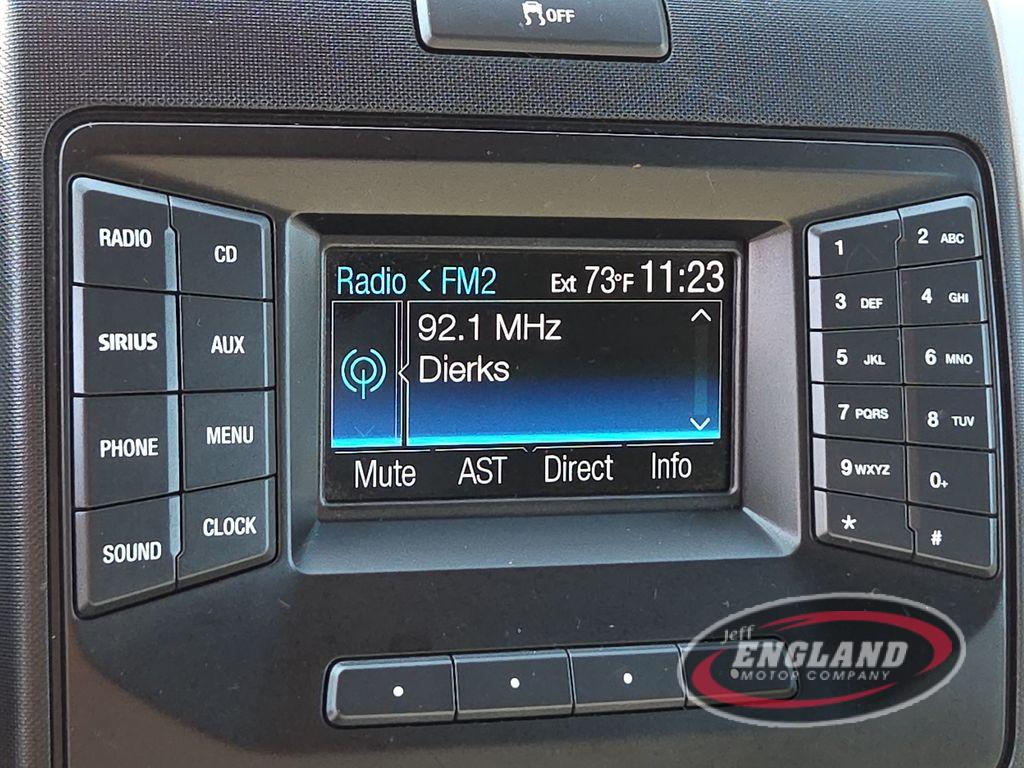 OFF
RADIO
CD
SIRIUS
AUX
PHONE
MENU
SOUND
CLOCK
Radio < FM2 Ext 73°F 11:23
92.1 MHz
Dierks
Mute AST Direct Info
1
2 ABC
3 DEF
4 GHI
5 JKL
6 MNO
7 PQRS
8 TUV
9 WXYZ
0+
*
#
Jeff
ENGLAND
MOTOR COMPANY